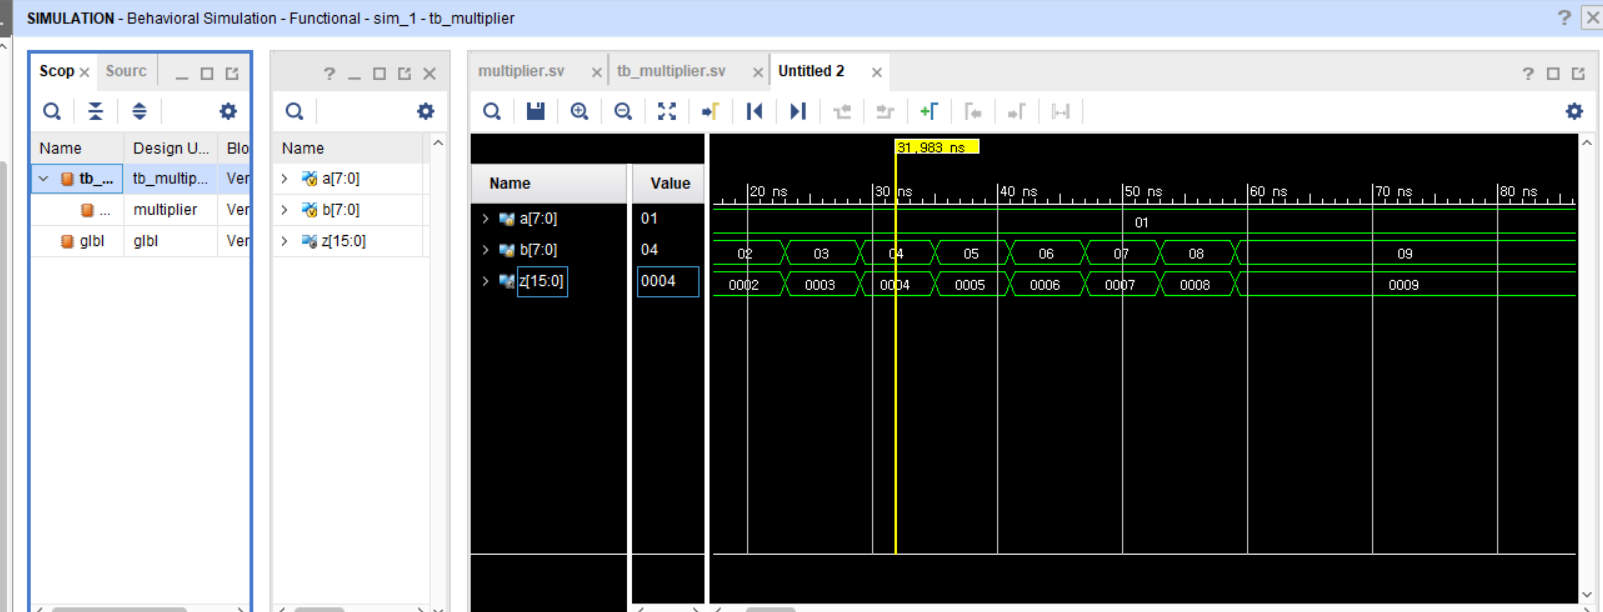 SIMULATION - Behavioral Simulation - Functional - sim_1 - tb_multiplier
Scop
Sourc
multiplier.sv
tb_multiplier.sv
Untitled 2
Name
Design U...
Blo
tb_...
tb_multip...
Ver
...
multiplier
Ver
glbl
glbl
Ver
Name
a[7:0]
b[7:0]
z[15:0]
Name
Value
a[7:0]
01
b[7:0]
04
z[15:0]
0004
31.983 ns
20 ns
30 ns
40 ns
50 ns
60 ns
70 ns
80 ns
01
02
03
04
05
06
07
08
09
0002
0003
0004
0005
0006
0007
0008
0009